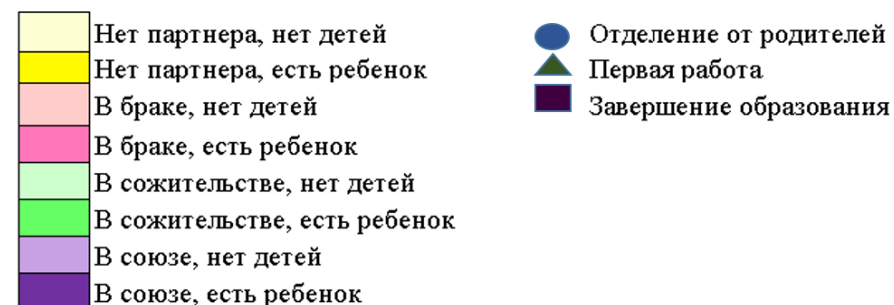 Нет партнера, нет детей
Нет партнера, есть ребенок
В браке, нет детей
В браке, есть ребенок
В сожительстве, нет детей
В сожительстве, есть ребенок
В союзе, нет детей
В союзе, есть ребенок
Отделение от родителей
Первая работа
Завершение образования